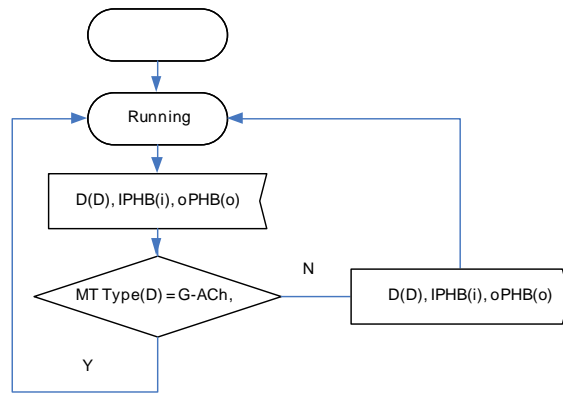 Running
D(D), IPHB(i), oPHB(o)
MT Type(D) = G-ACh,
N
D(D), IPHB(i), oPHB(o)
Y